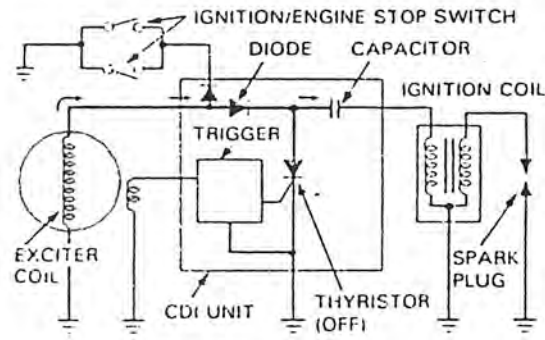 IGNITION/ENGINE STOP SWITCH
DIODE
CAPACITOR
IGNITION COIL
TRIGGER
EXCITER
COIL
CDI UNIT
THYRISTOR
(OFF)
SPARK
PLUG